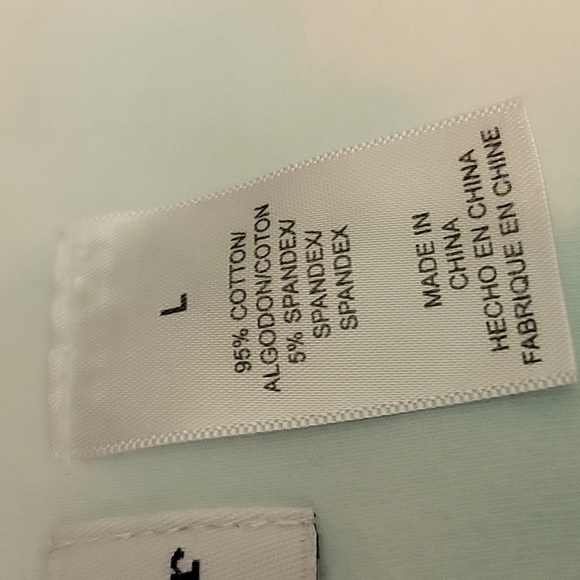 L
95% COTTON/
ALGODON/COTON
5% SPANDEX/
SPANDEX/
SPANDEX
MADE IN
CHINA
HECHO EN CHINA
FABRIQUE EN CHINE
r